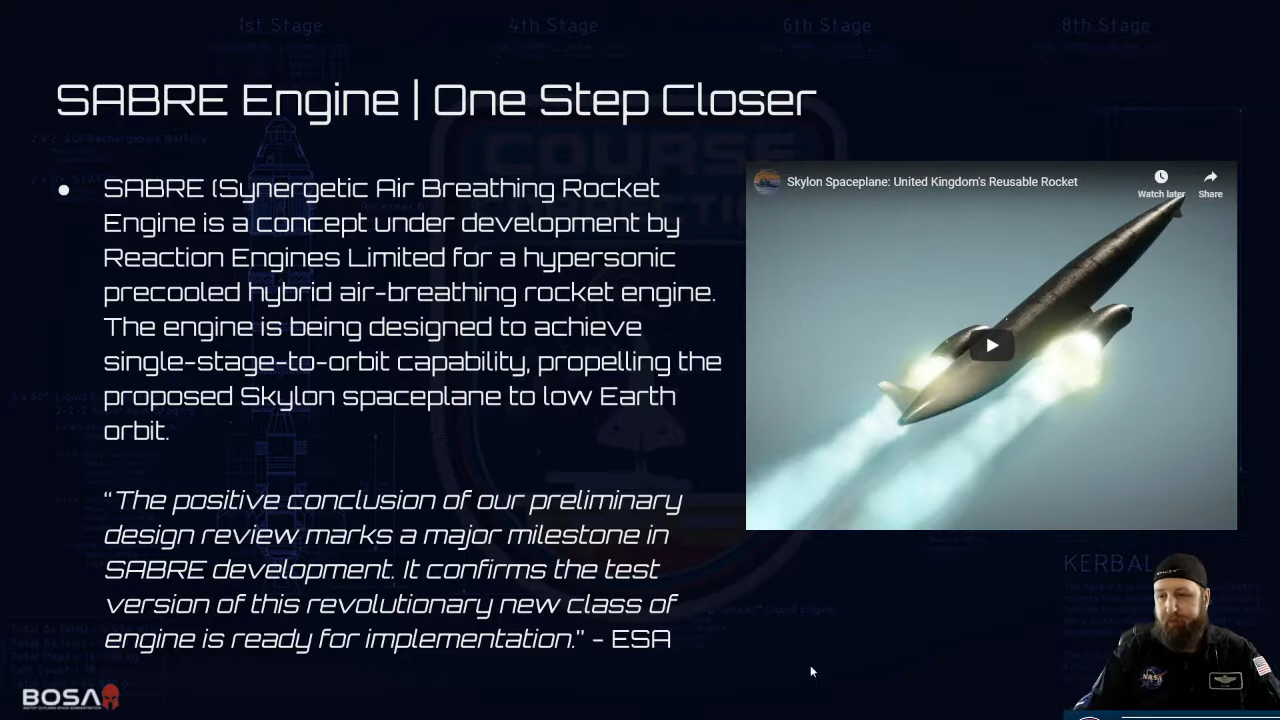 1st Stage
4th Stage
6th Stage
8th Stage
SABRE Engine | One Step Closer
SABRE (Synergetic Air Breathing Rocket
Engine is a concept under development by
Reaction Engines Limited for a hypersonic
precooled hybrid air-breathing rocket engine.
The engine is being designed to achieve
single-stage-to-orbit capability, propelling the
proposed Skylon spaceplane to low Earth
orbit.
“The positive conclusion of our preliminary
design review marks a major milestone in
SABRE development. It confirms the test
version of this revolutionary new class of
engine is ready for implementation.” – ESA
COURSE
Skylon Spaceplane: United Kingdom's Reusable Rocket
Watch later
Share
KERBAL
NASA
BOSA